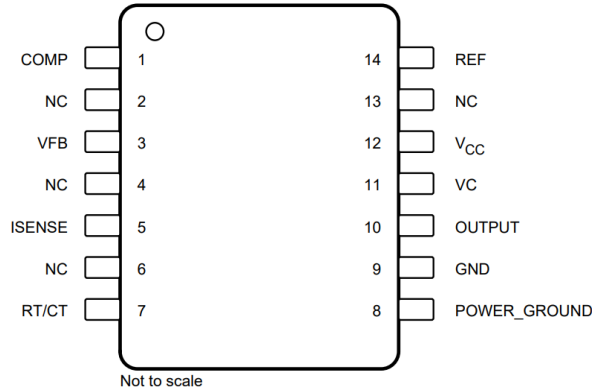 COMP 1 14 REF
NC 2 13 NC
VFB 3 12 VCC
NC 4 11 VC
ISENSE 5 10 OUTPUT
NC 6 9 GND
RT/CT 7 8 POWER_GROUND
Not to scale